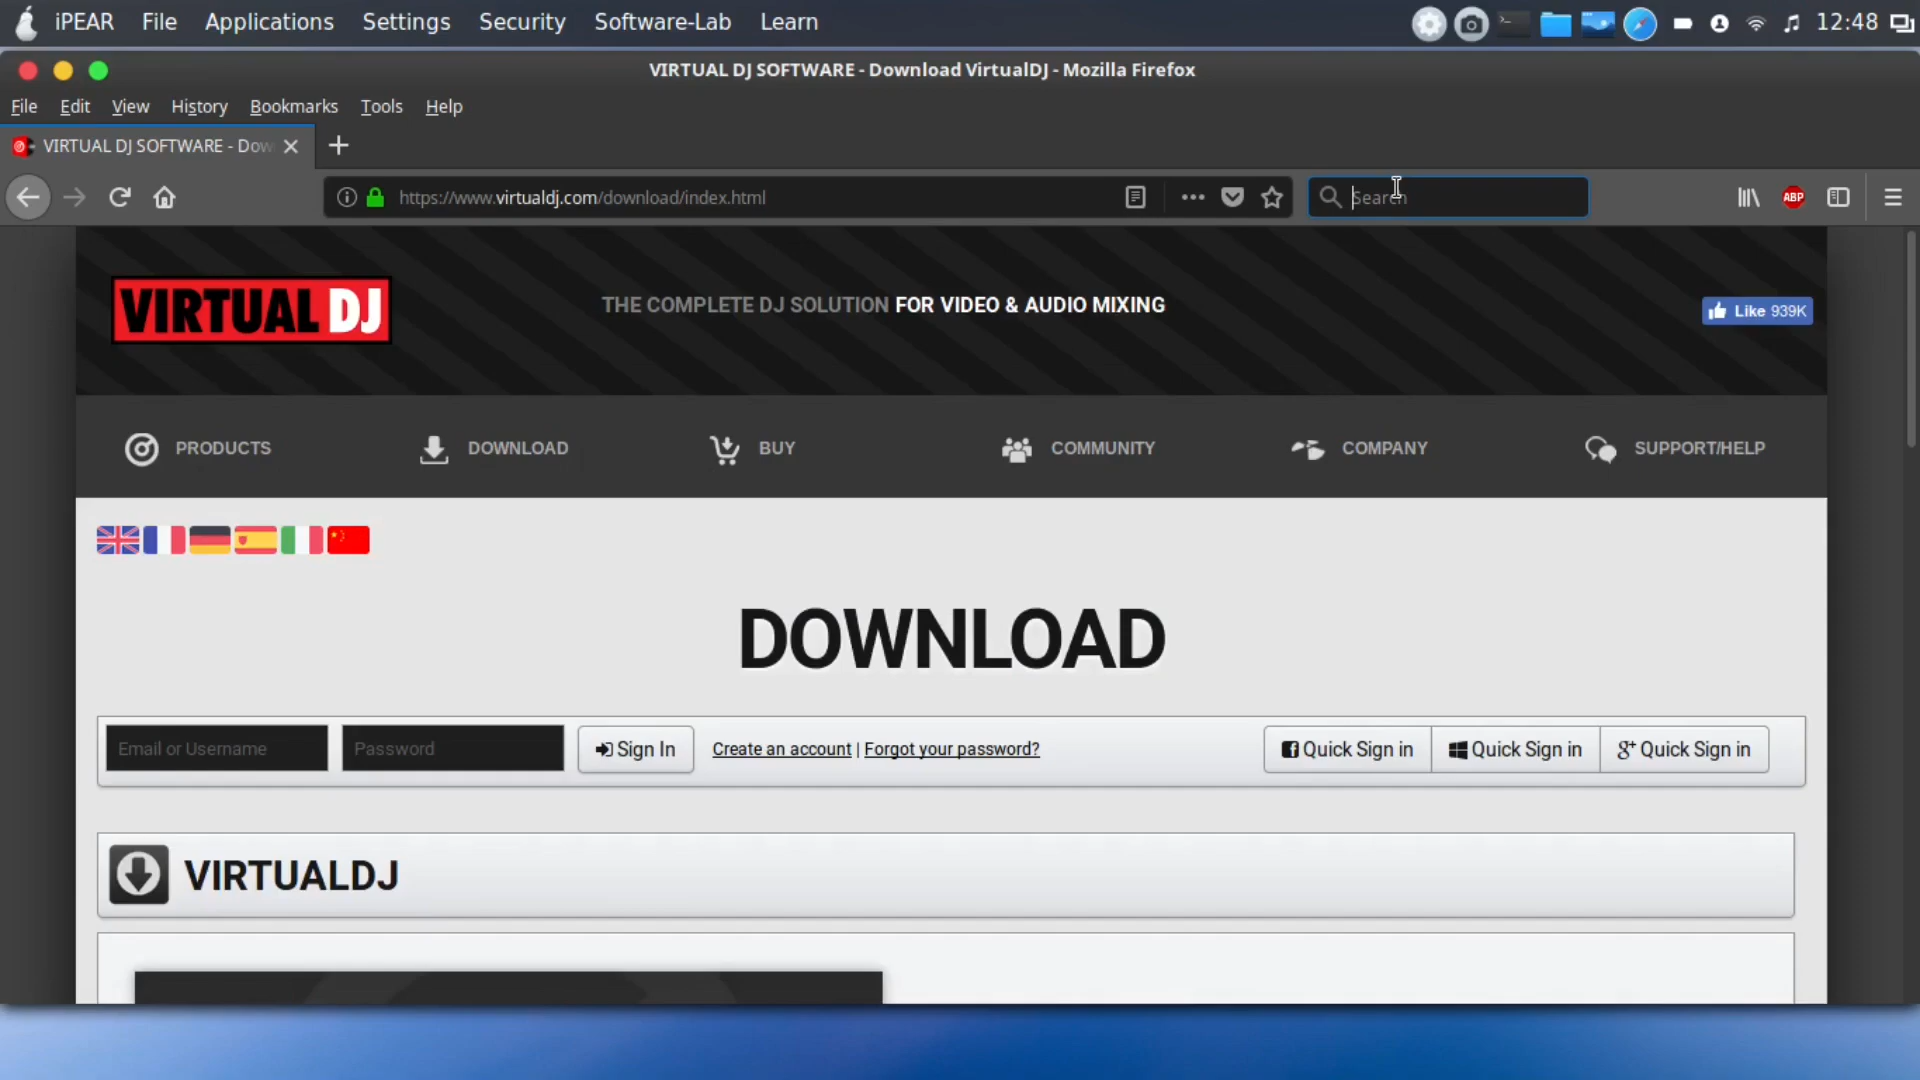 iPEAR File Applications Settings Security Software-Lab Learn 12:48
VIRTUAL DJ SOFTWARE - Download VirtualDJ - Mozilla Firefox
File Edit View History Bookmarks Tools Help
VIRTUAL DJ SOFTWARE - Dow
https://www.virtualdj.com/download/index.html Search ABP
VIRTUAL DJ THE COMPLETE DJ SOLUTION FOR VIDEO & AUDIO MIXING Like 939K
PRODUCTS DOWNLOAD BUY COMMUNITY COMPANY SUPPORT/HELP
DOWNLOAD
Email or Username Password Sign In Create an account | Forgot your password? Quick Sign in Quick Sign in g+ Quick Sign in
VIRTUALDJ